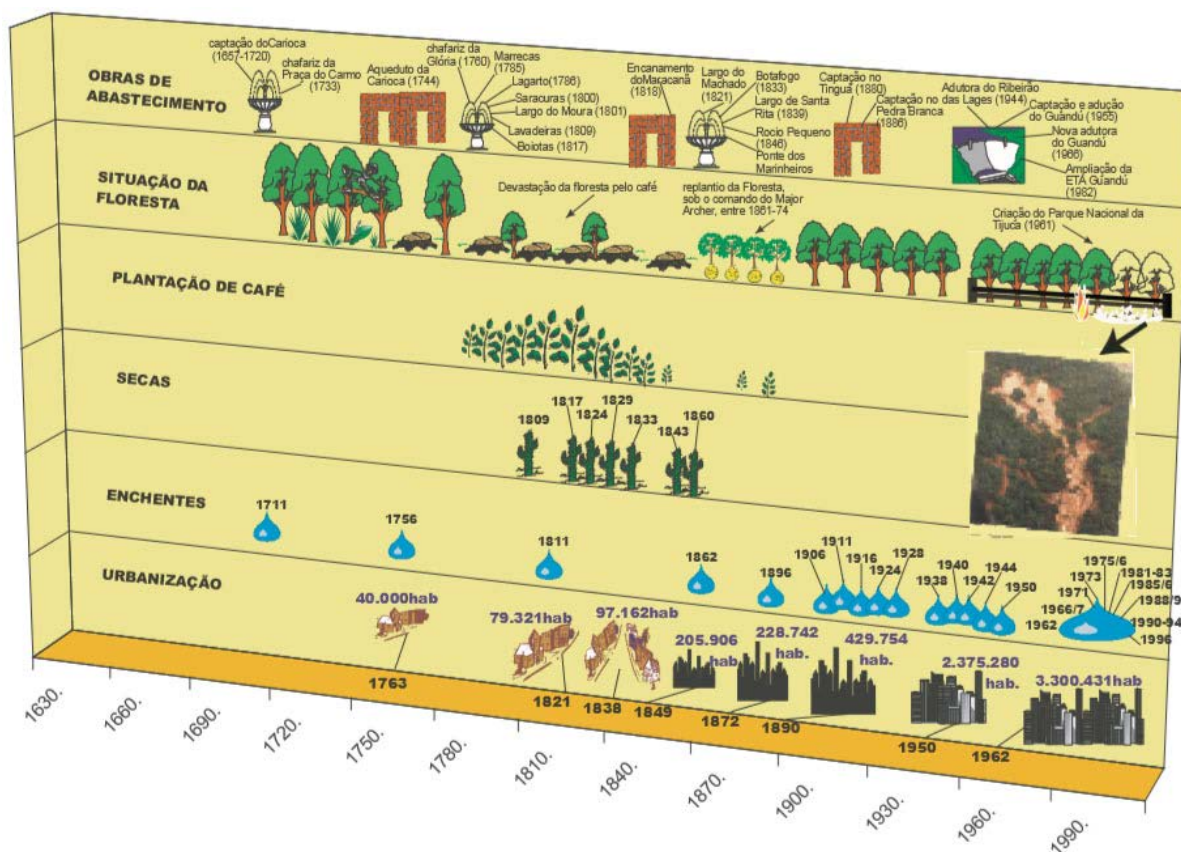 OBRAS DE
ABASTECIMENTO
captação doCarioca
(1657-1720)
chafariz da
Praça do Carmo
(1733)
Aqueduto da
Carioca (1744)
chafariz da
Glória (1760)
Marrecas
(1785)
Lagarto(1786)
Saracuras (1800)
Largo do Moura (1801)
Lavadeiras (1809)
Boiotas (1817)
Encanamento
doMaracanã
(1818)
Largo do
Machado
(1821)
Botafogo
(1833)
Largo de Santa
Rita (1839)
Rocio Pequeno
(1846)
Ponte dos
Marinheiros
Captação no
Tinguá (1880)
Captação no
Pedra Branca
(1886)
Adutora do Ribeirão
das Lages (1944)
Captação e adução
do Guandú (1955)
Nova adutora
do Guandú
(1966)
Ampliação da
ETA Guandú
(1982)
SITUAÇÃO DA
FLORESTA
Devastação da floresta pelo café
replantio da Floresta,
sob o comando do Major
Archer, entre 1861-74
Criação do Parque Nacional da
Tijuca (1961)
PLANTAÇÃO DE CAFÉ
SECAS
1809
1817
1824
1829
1833
1843
1860
ENCHENTES
1711
1756
1811
1862
1896
1906
1911
1916
1924
1928
1938
1940
1942
1944
1950
1962
1966/7
1971
1973
1975/6
1981-83
1985/6
1988/9
1990-94
1996
URBANIZAÇÃO
40.000hab
79.321hab
97.162hab
205.906
hab.
228.742
hab.
429.754
hab.
2.375.280
hab.
3.300.431hab
1763
1821
1838
1849
1872
1890
1950
1962
1630.
1660.
1690.
1720.
1750.
1780.
1810.
1840.
1870.
1900.
1930.
1960.
1990.